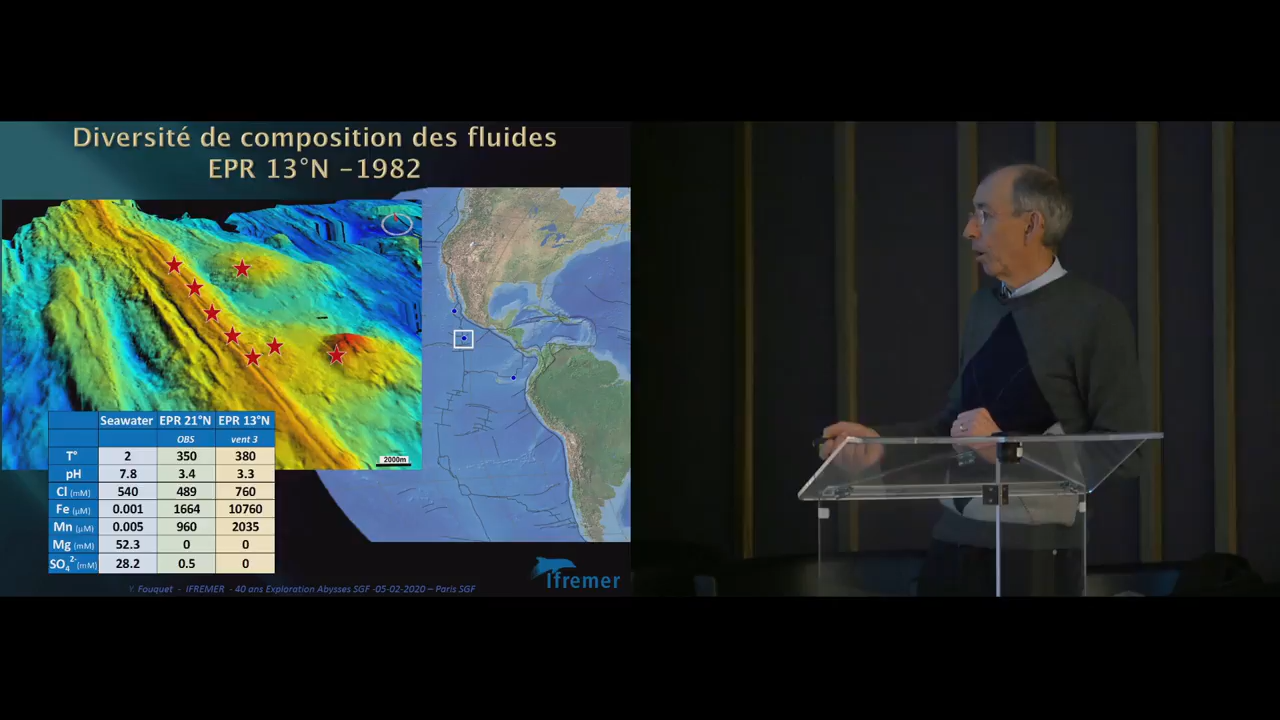 Diversité de composition des fluides
EPR 13°N -1982
2000m
Seawater EPR 21°N EPR 13°N
OBS vent 3
T° 2 350 380
pH 7.8 3.4 3.3
Cl (mM) 540 489 760
Fe (µM) 0.001 1664 10760
Mn (µM) 0.005 960 2035
Mg (mM) 52.3 0 0
SO₄²⁻ (mM) 28.2 0.5 0
Ifremer
Y Fouquet - IFREMER - 40 ans Exploration Abysses SGF -05-02-2020 – Paris SGF